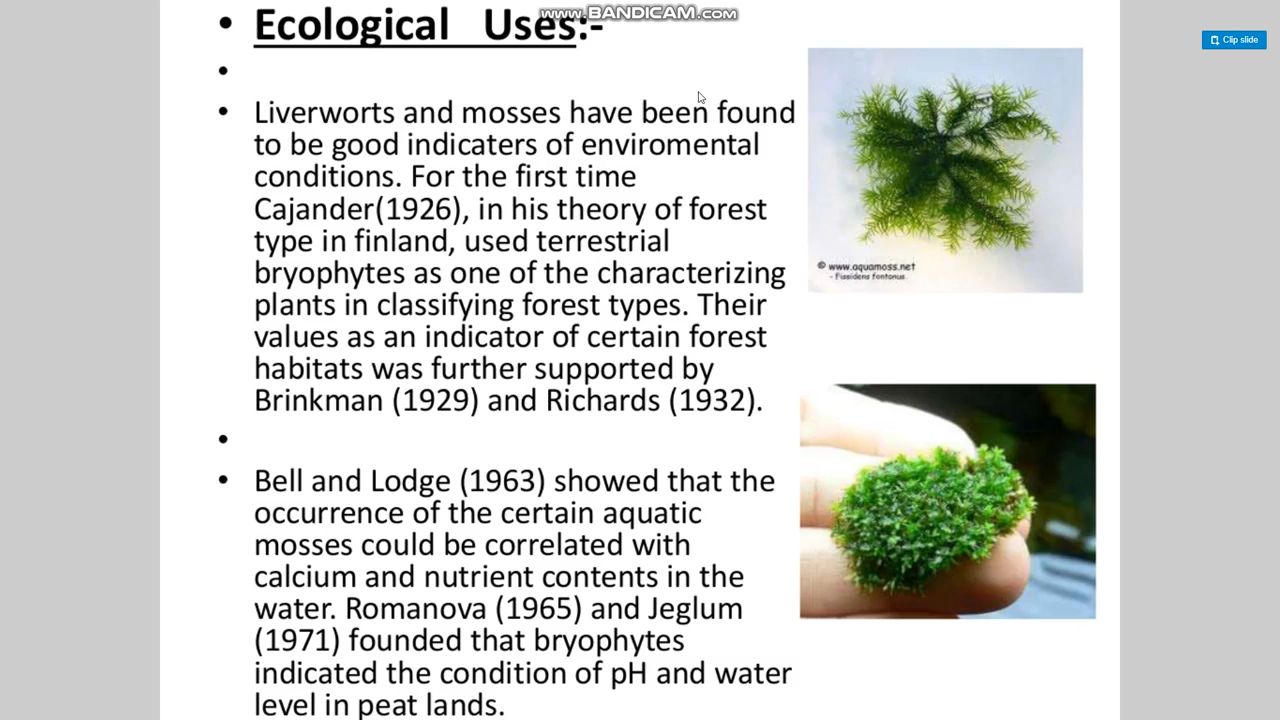 www.BANDICAM.com
• Ecological Uses:-
Clip slide
•
• Liverworts and mosses have been found
to be good indicaters of enviromental
conditions. For the first time
Cajander(1926), in his theory of forest
type in finland, used terrestrial
bryophytes as one of the characterizing
plants in classifying forest types. Their
values as an indicator of certain forest
habitats was further supported by
Brinkman (1929) and Richards (1932).
•
• Bell and Lodge (1963) showed that the
occurrence of the certain aquatic
mosses could be correlated with
calcium and nutrient contents in the
water. Romanova (1965) and Jeglum
(1971) founded that bryophytes
indicated the condition of pH and water
level in peat lands.
© www.aquamoss.net
- Fissidens fontanus